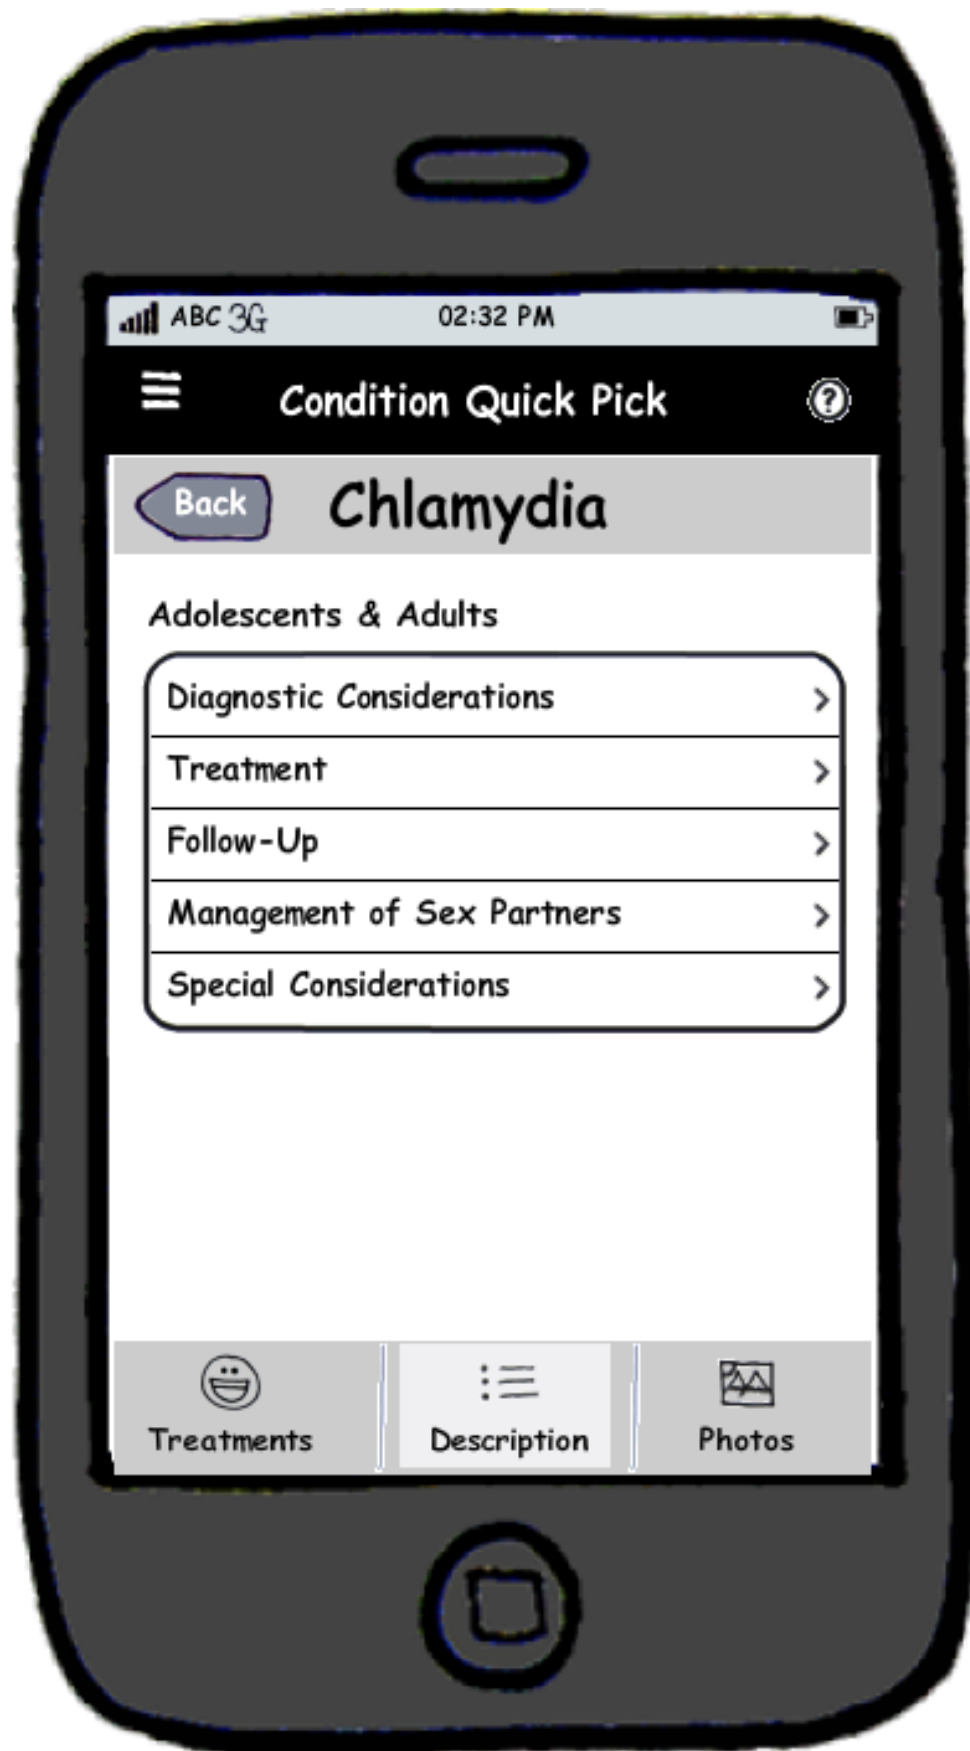 ABC 3G 02:32 PM
Condition Quick Pick ?
Back Chlamydia
Adolescents & Adults
Diagnostic Considerations
Treatment
Follow-Up
Management of Sex Partners
Special Considerations
Treatments Description Photos